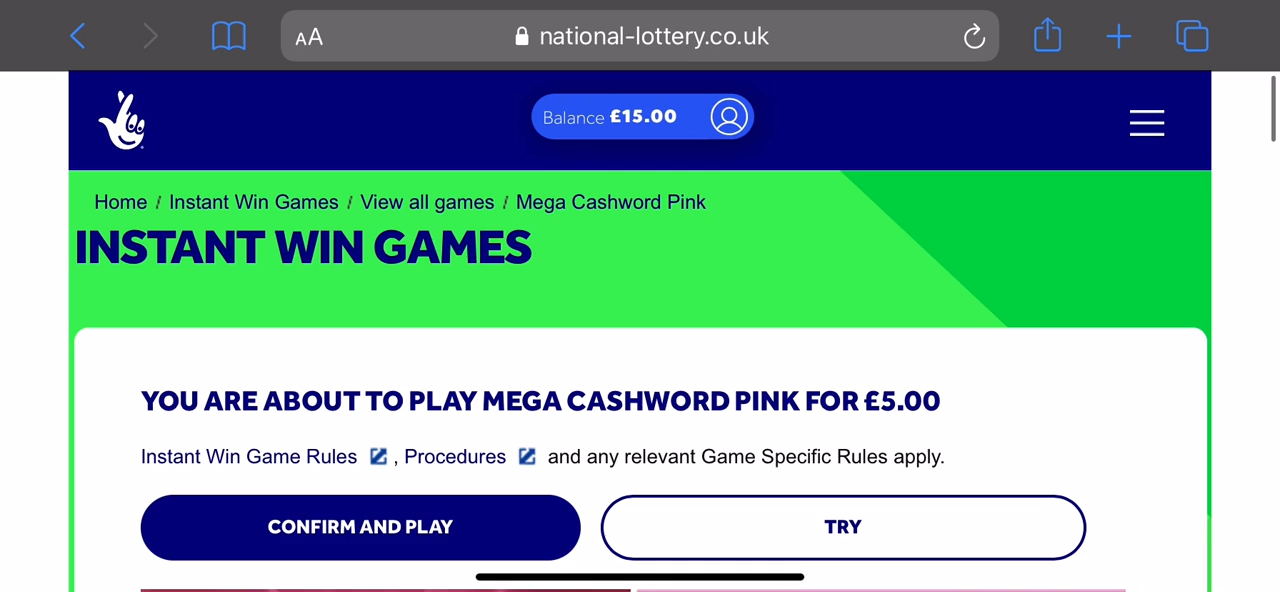 AA national-lottery.co.uk
Balance £15.00
Home / Instant Win Games / View all games / Mega Cashword Pink
INSTANT WIN GAMES
YOU ARE ABOUT TO PLAY MEGA CASHWORD PINK FOR £5.00
Instant Win Game Rules , Procedures and any relevant Game Specific Rules apply.
CONFIRM AND PLAY
TRY